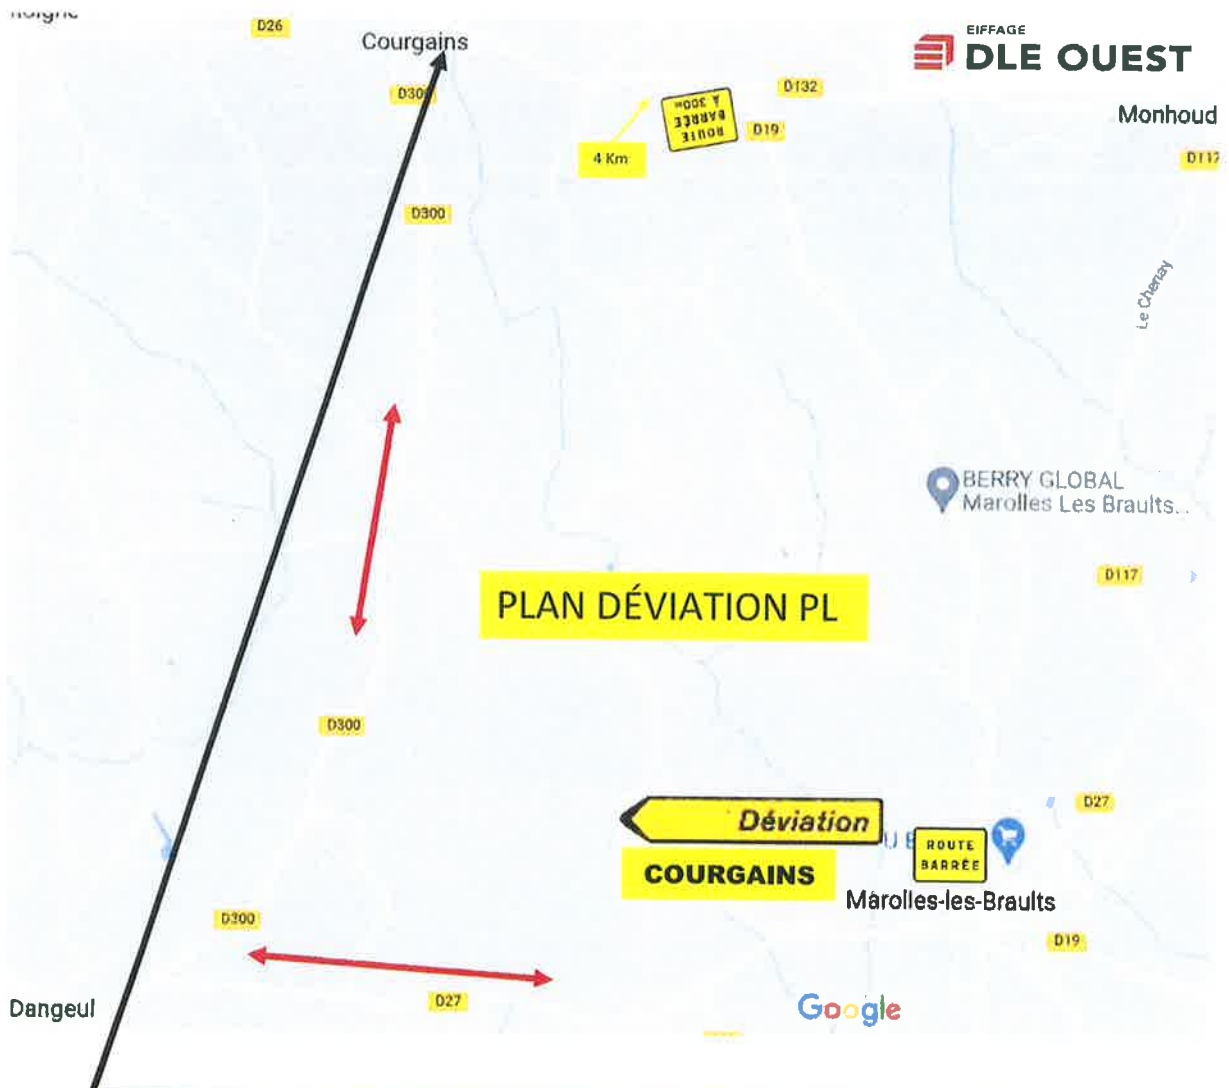 D26
Courgains
EIFFAGE
DLE OUEST
D300
D132
Monhoud
ROUTE
BARRÉE
À 300m
D19
4 Km
D117
D300
Le Chenay
BERRY GLOBAL
Marolles Les Braults..
D117
PLAN DÉVIATION PL
D300
D27
Déviation
U E
ROUTE
BARRÉE
COURGAINS
Marolles-les-Braults
D300
D19
D27
Dangeul
Google